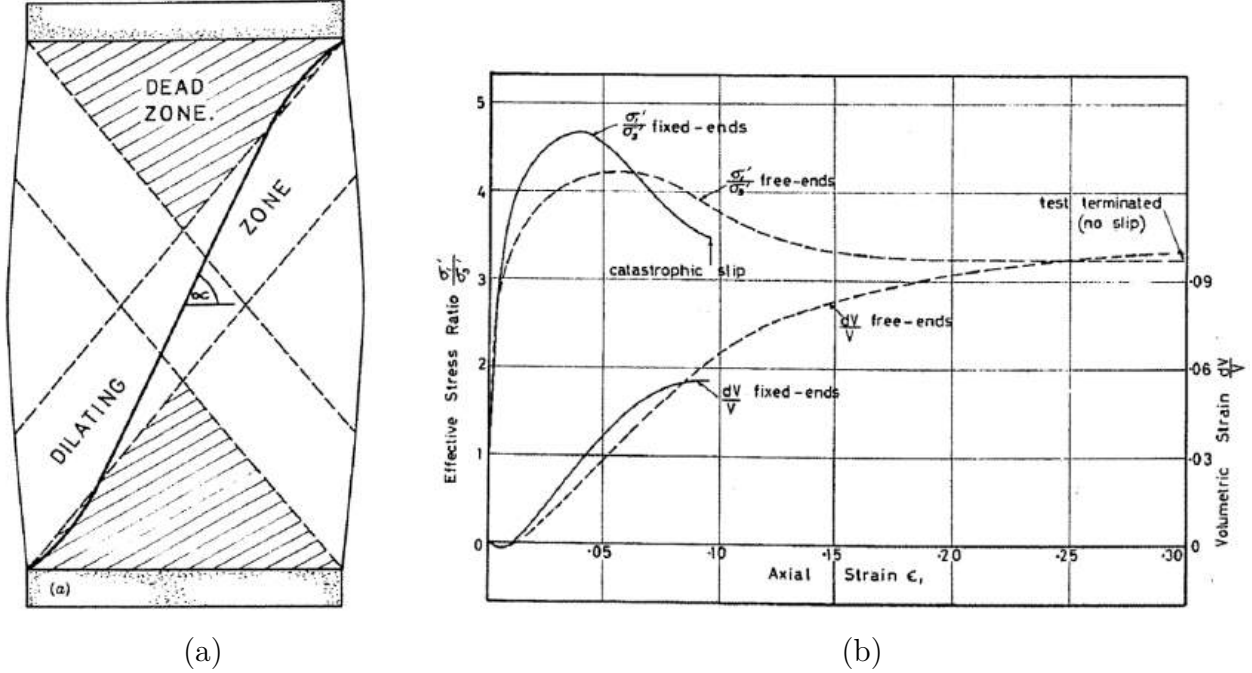 DEAD
ZONE.
ZONE
α
DILATING
(a)
(a)
5
4
3
2
1
0
Effective Stress Ratio σ₁'/σ₃'
σ₁'/σ₃' fixed-ends
σ₁'/σ₃' free-ends
test terminated
(no slip)
catastrophic slip
dV/V free-ends
dV/V fixed-ends
·09
·06
·03
0
Volumetric Strain dV/V
·05
·10
·15
·20
·25
·30
Axial Strain ϵ₁
(b)